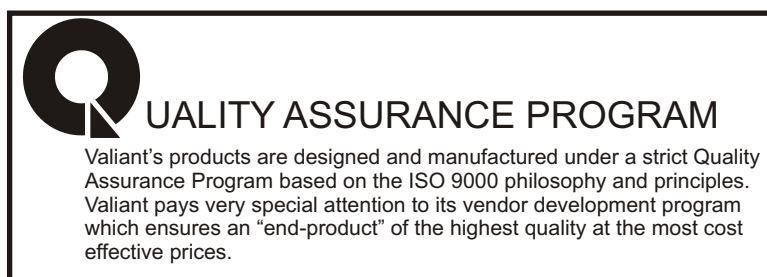 QUALITY ASSURANCE PROGRAM
Valiant's products are designed and manufactured under a strict Quality
Assurance Program based on the ISO 9000 philosophy and principles.
Valiant pays very special attention to its vendor development program
which ensures an “end-product” of the highest quality at the most cost
effective prices.